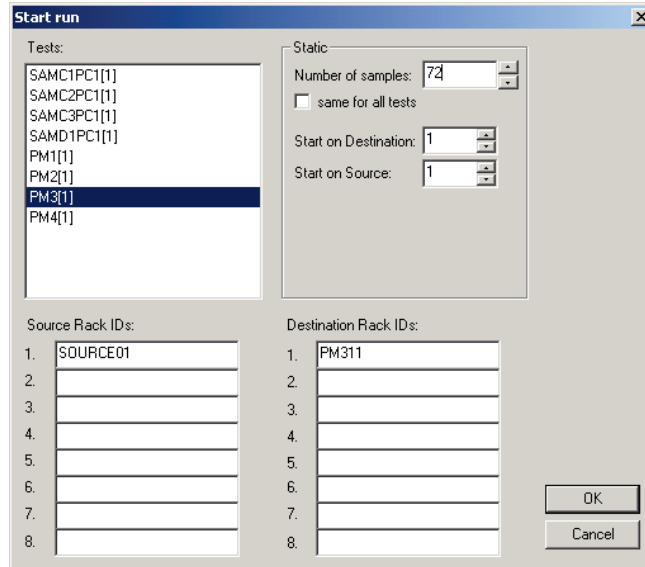 Start run
Tests:
SAMC1PC1[1]
SAMC2PC1[1]
SAMC3PC1[1]
SAMD1PC1[1]
PM1[1]
PM2[1]
PM3[1]
PM4[1]
Static
Number of samples: 72
same for all tests
Start on Destination: 1
Start on Source: 1
Source Rack IDs:
1. SOURCE01
2.
3.
4.
5.
6.
7.
8.
Destination Rack IDs:
1. PM311
2.
3.
4.
5.
6.
7.
8.
OK
Cancel